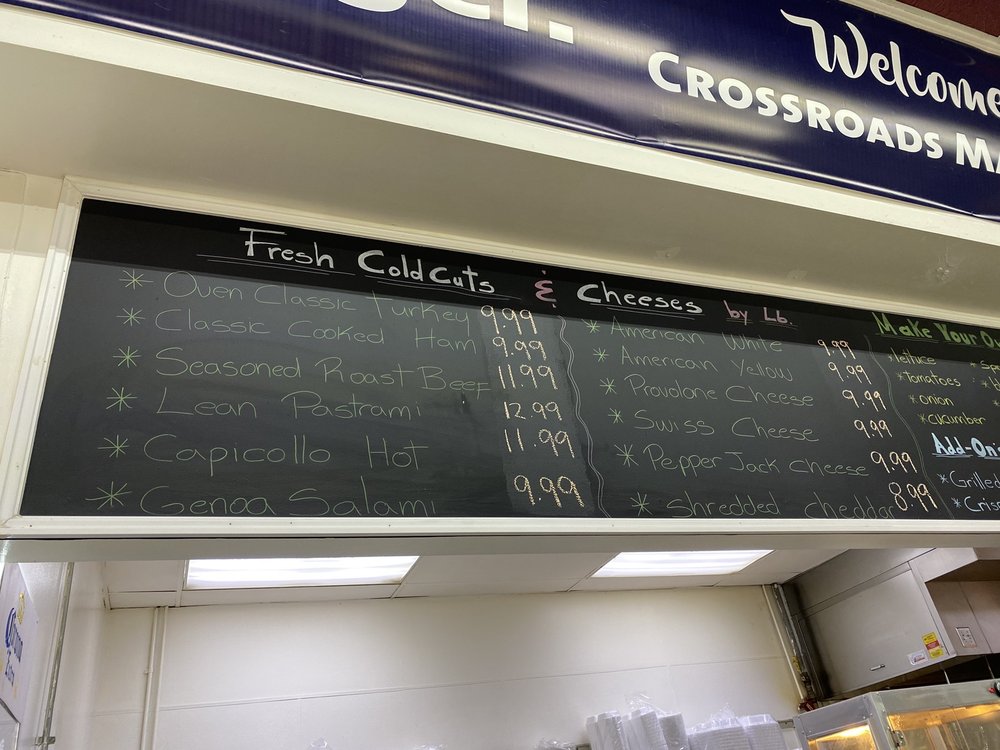 Welcome
CROSSROADS
Fresh Cold Cuts & Cheeses by Lb.
* Oven Classic Turkey 9.99
* Classic Cooked Ham 9.99
* Seasoned Roast Beef 11.99
* Lean Pastrami 12.99
* Capicollo Hot 11.99
* Genoa Salami 9.99
* American White 9.99
* American Yellow 9.99
* Provolone Cheese 9.99
* Swiss Cheese 9.99
* Pepper Jack Cheese 9.99
* Shredded cheddar 8.99
Make Your
* lettuce
* tomatoes
* onion
* cucumber
Add-On
* Grilled